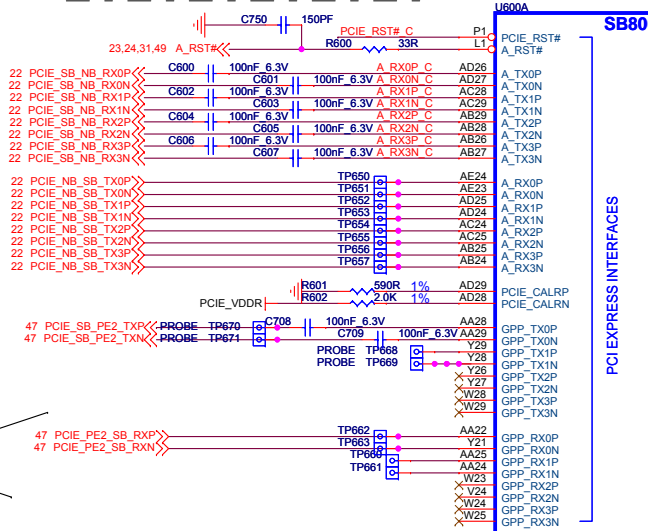 U600A
SB80
C750 150PF
PCIE_RST#_C P1 PCIE_RST#
23,24,31,49 A_RST# R600 33R L1 A_RST#
22 PCIE_SB_NB_RX0P C600 100nF_6.3V A_RX0P_C AD26 A_TX0P
22 PCIE_SB_NB_RX0N C601 100nF_6.3V A_RX0N_C AD27 A_TX0N
22 PCIE_SB_NB_RX1P C602 100nF_6.3V A_RX1P_C AC28 A_TX1P
22 PCIE_SB_NB_RX1N C603 100nF_6.3V A_RX1N_C AC29 A_TX1N
22 PCIE_SB_NB_RX2P C604 100nF_6.3V A_RX2P_C AB29 A_TX2P
22 PCIE_SB_NB_RX2N C605 100nF_6.3V A_RX2N_C AB28 A_TX2N
22 PCIE_SB_NB_RX3P C606 100nF_6.3V A_RX3P_C AB26 A_TX3P
22 PCIE_SB_NB_RX3N C607 100nF_6.3V A_RX3N_C AB27 A_TX3N
22 PCIE_NB_SB_TX0P TP650 AE24 A_RX0P
22 PCIE_NB_SB_TX0N TP651 AE23 A_RX0N
22 PCIE_NB_SB_TX1P TP652 AD25 A_RX1P
22 PCIE_NB_SB_TX1N TP653 AD24 A_RX1N
22 PCIE_NB_SB_TX2P TP654 AC24 A_RX2P
22 PCIE_NB_SB_TX2N TP655 AC25 A_RX2N
22 PCIE_NB_SB_TX3P TP656 AB25 A_RX3P
22 PCIE_NB_SB_TX3N TP657 AB24 A_RX3N
R601 590R 1% AD29 PCIE_CALRP
PCIE_VDDR R602 2.0K 1% AD28 PCIE_CALRN
47 PCIE_SB_PE2_TXP PROBE TP670 C708 100nF_6.3V AA28 GPP_TX0P
47 PCIE_SB_PE2_TXN PROBE TP671 C709 100nF_6.3V AA29 GPP_TX0N
PROBE TP668 Y29 GPP_TX1P
PROBE TP669 Y28 GPP_TX1N
Y26 GPP_TX2P
Y27 GPP_TX2N
W28 GPP_TX3P
W29 GPP_TX3N
47 PCIE_PE2_SB_RXP TP662 AA22 GPP_RX0P
47 PCIE_PE2_SB_RXN TP663 Y21 GPP_RX0N
TP660 AA25 GPP_RX1P
TP661 AA24 GPP_RX1N
W23 GPP_RX2P
V24 GPP_RX2N
W24 GPP_RX3P
W25 GPP_RX3N
PCI EXPRESS INTERFACES